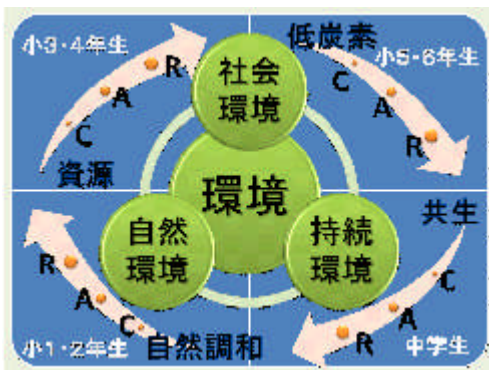 小3・4年生
低炭素
小5・6年生
R
A
C
社会
環境
C
A
R
資源
環境
共生
自然
環境
持続
環境
R
A
C
C
A
R
小1・2年生
自然調和
中学生